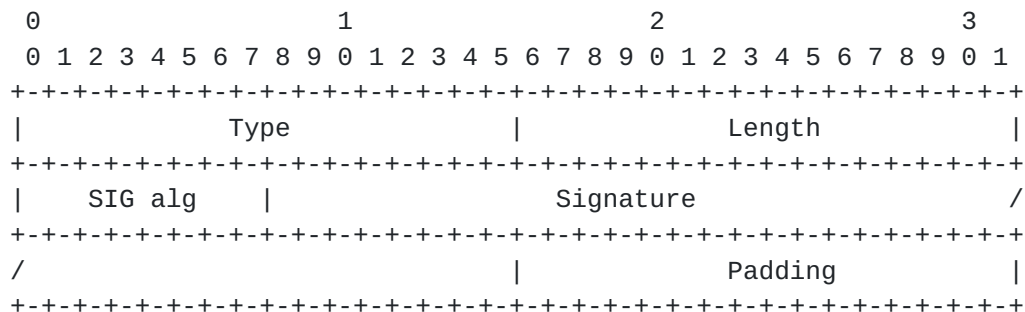 0                   1                   2                   3
 0 1 2 3 4 5 6 7 8 9 0 1 2 3 4 5 6 7 8 9 0 1 2 3 4 5 6 7 8 9 0 1
+-+-+-+-+-+-+-+-+-+-+-+-+-+-+-+-+-+-+-+-+-+-+-+-+-+-+-+-+-+-+-+-+
|             Type              |             Length            |
+-+-+-+-+-+-+-+-+-+-+-+-+-+-+-+-+-+-+-+-+-+-+-+-+-+-+-+-+-+-+-+-+
|    SIG alg    |                  Signature                    /
+-+-+-+-+-+-+-+-+-+-+-+-+-+-+-+-+-+-+-+-+-+-+-+-+-+-+-+-+-+-+-+-+
/                               |             Padding           |
+-+-+-+-+-+-+-+-+-+-+-+-+-+-+-+-+-+-+-+-+-+-+-+-+-+-+-+-+-+-+-+-+